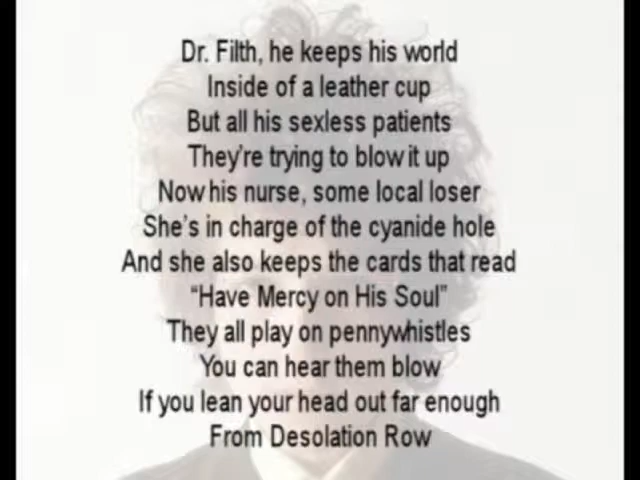 Dr. Filth, he keeps his world
Inside of a leather cup
But all his sexless patients
They're trying to blow it up
Now his nurse, some local loser
She's in charge of the cyanide hole
And she also keeps the cards that read
“Have Mercy on His Soul”
They all play on pennywhistles
You can hear them blow
If you lean your head out far enough
From Desolation Row